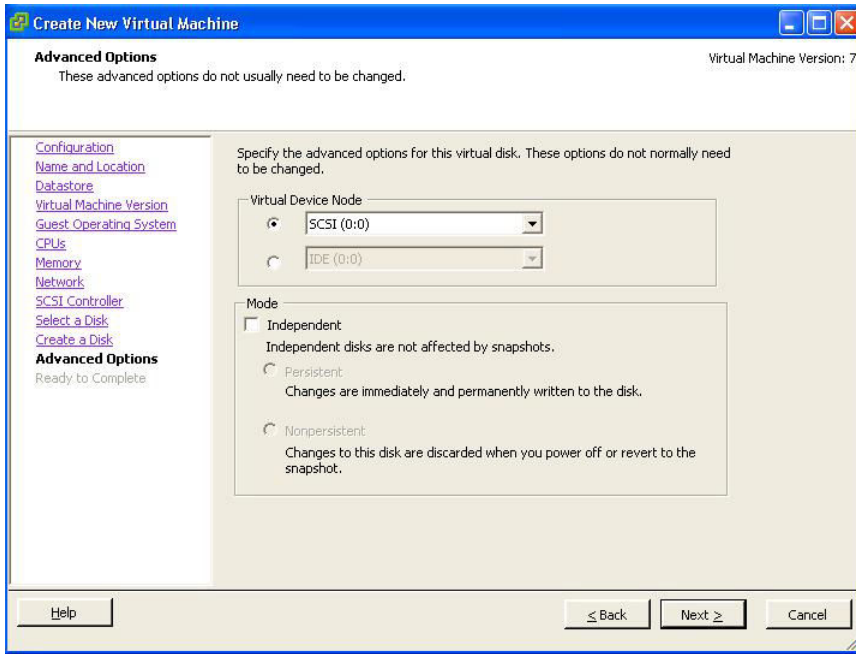 Create New Virtual Machine
Advanced Options
These advanced options do not usually need to be changed.
Virtual Machine Version: 7
Configuration
Name and Location
Datastore
Virtual Machine Version
Guest Operating System
CPUs
Memory
Network
SCSI Controller
Select a Disk
Create a Disk
Advanced Options
Ready to Complete
Specify the advanced options for this virtual disk. These options do not normally need
to be changed.
Virtual Device Node
SCSI (0:0)
IDE (0:0)
Mode
Independent
Independent disks are not affected by snapshots.
Persistent
Changes are immediately and permanently written to the disk.
Nonpersistent
Changes to this disk are discarded when you power off or revert to the
snapshot.
Help
< Back
Next >
Cancel